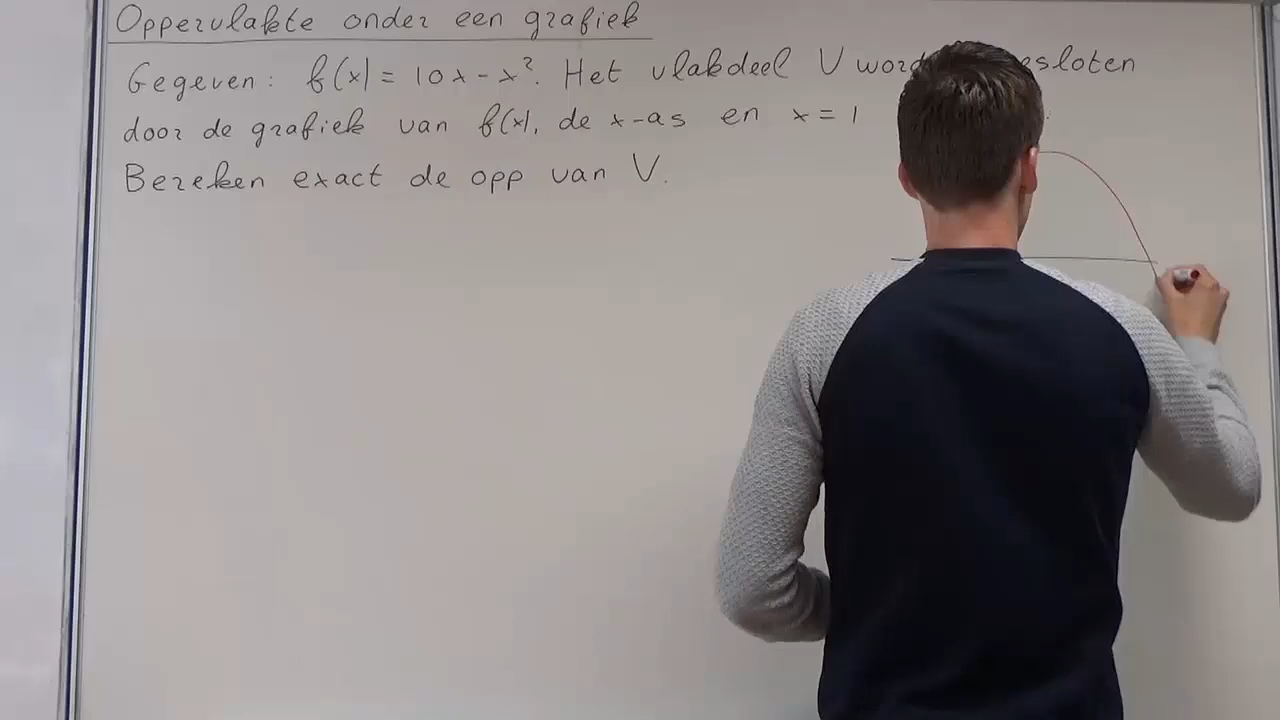 Oppervlakte onder een grafiek
Gegeven: f(x) = 10x - x². Het vlakdeel V
door de grafiek van f(x), de x-as en x = 1
Bereken exact de opp van V.